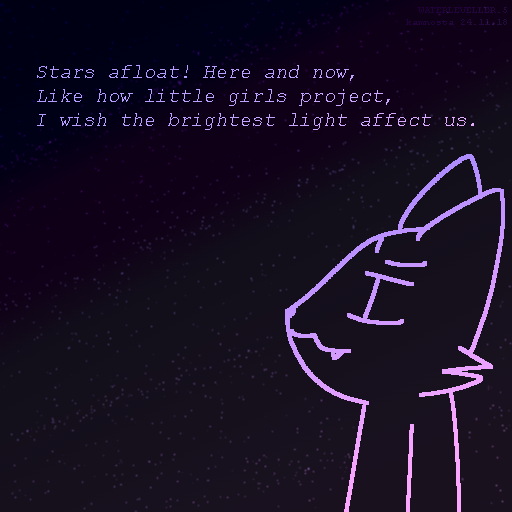 Stars afloat! Here and now,
Like how little girls project,
I wish the brightest light affect us.